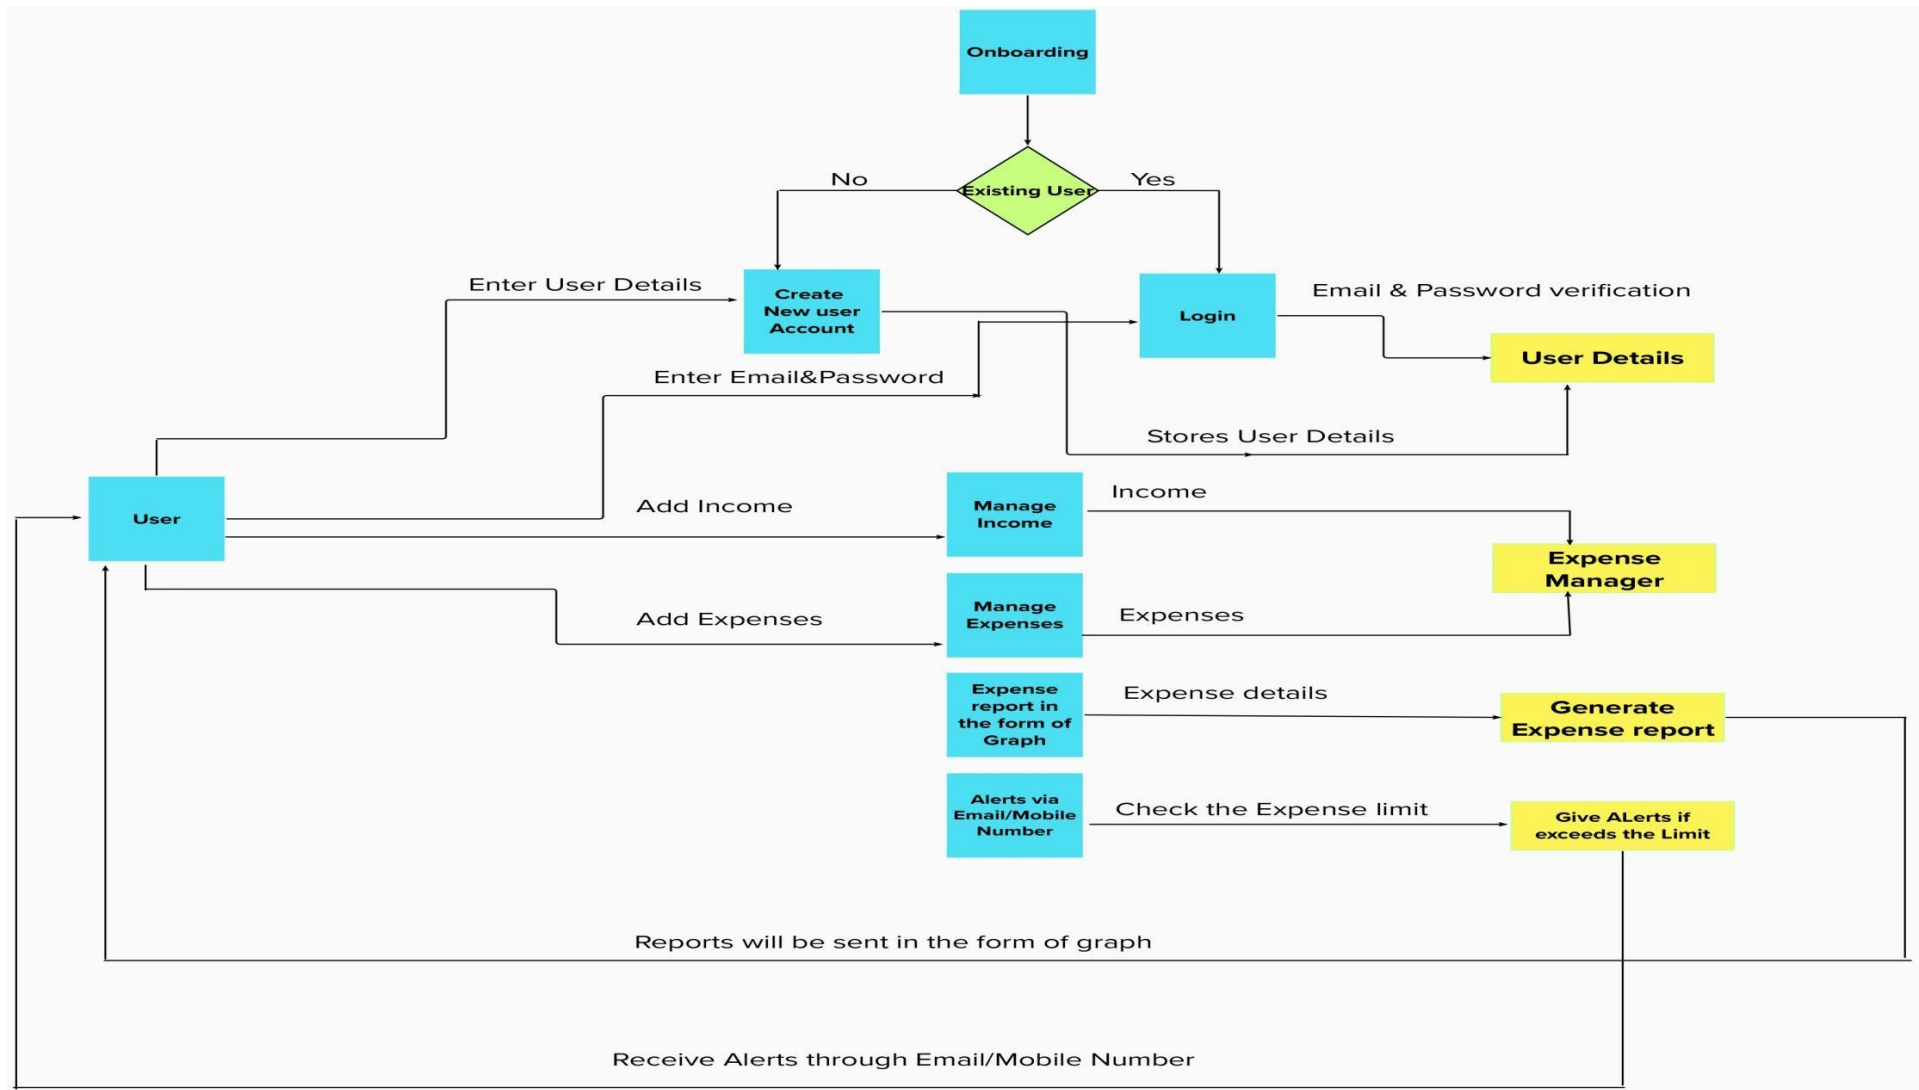 Onboarding
No
Existing User
Yes
Enter User Details
Create
New user
Account
Login
Email & Password verification
User Details
Enter Email&Password
Stores User Details
User
Add Income
Manage
Income
Income
Expense
Manager
Add Expenses
Manage
Expenses
Expenses
Expense
report in
the form of
Graph
Expense details
Generate
Expense report
Alerts via
Email/Mobile
Number
Check the Expense limit
Give ALerts if
exceeds the Limit
Reports will be sent in the form of graph
Receive Alerts through Email/Mobile Number